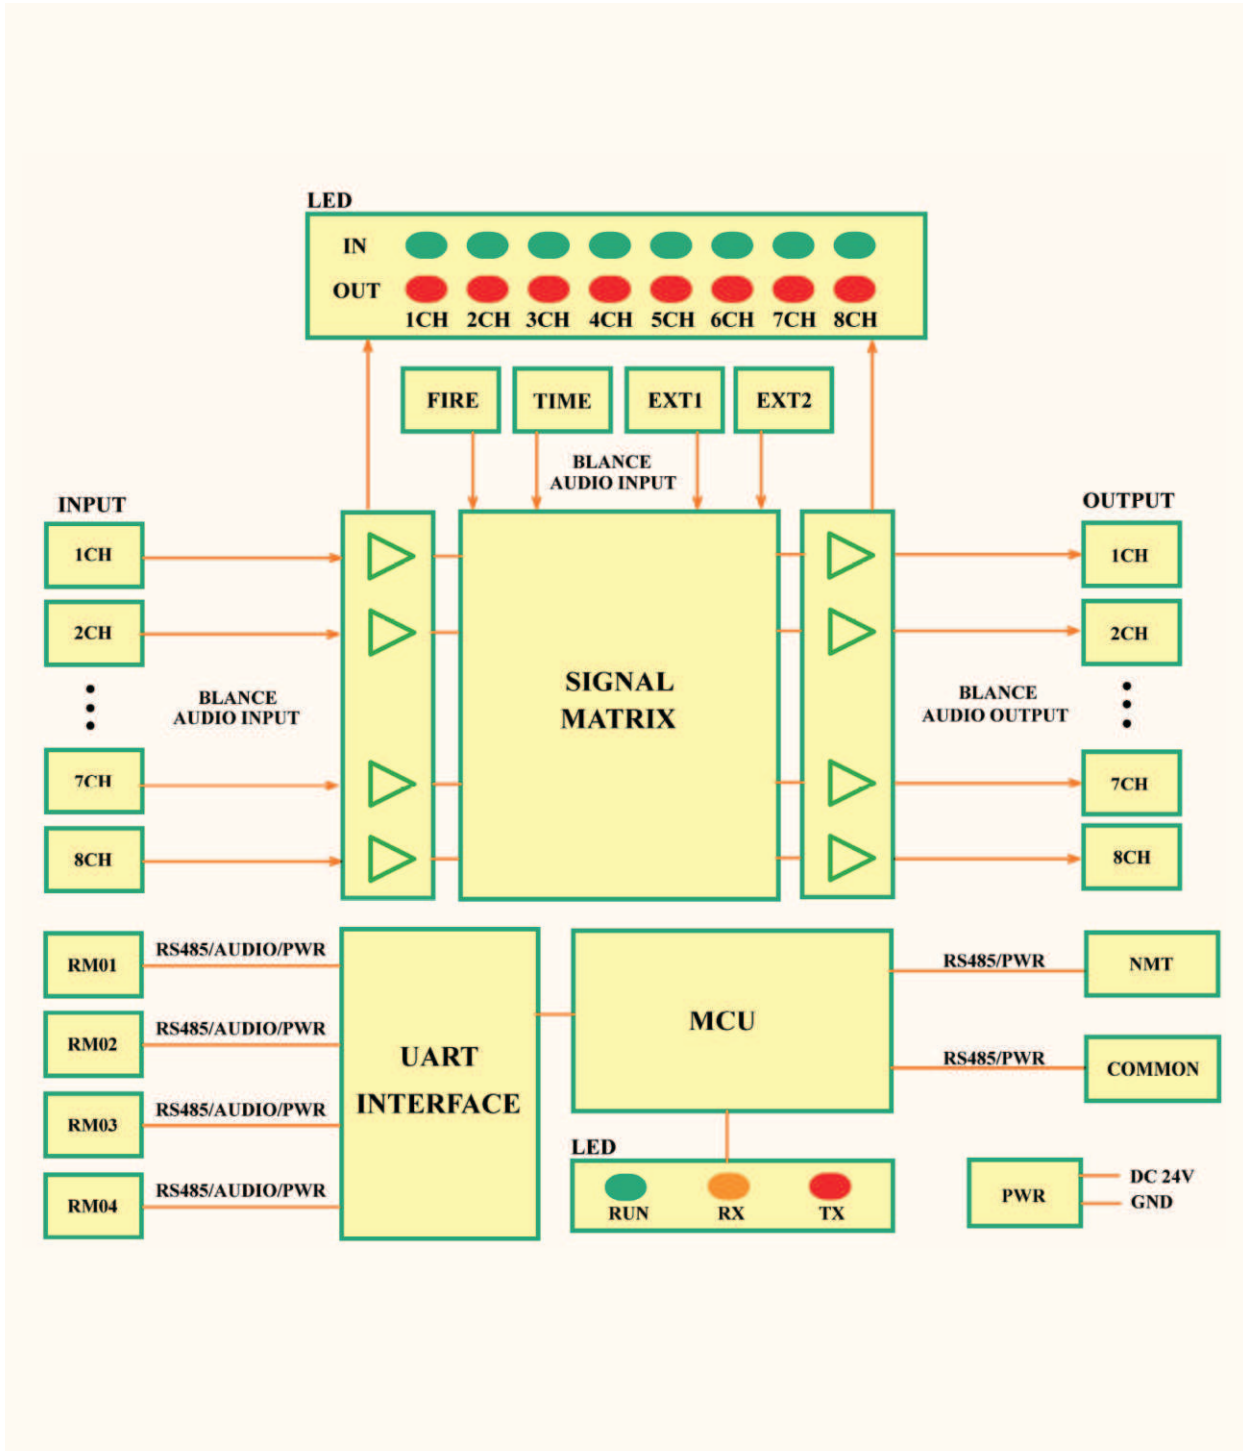 LED
IN
OUT
1CH 2CH 3CH 4CH 5CH 6CH 7CH 8CH
FIRE TIME EXT1 EXT2
BLANCE
AUDIO INPUT
INPUT
1CH
2CH
BLANCE
AUDIO INPUT
7CH
8CH
SIGNAL
MATRIX
OUTPUT
1CH
2CH
BLANCE
AUDIO OUTPUT
7CH
8CH
RM01 RS485/AUDIO/PWR
RM02 RS485/AUDIO/PWR
RM03 RS485/AUDIO/PWR
RM04 RS485/AUDIO/PWR
UART
INTERFACE
MCU
RS485/PWR NMT
RS485/PWR COMMON
LED
RUN RX TX
PWR
DC 24V
GND